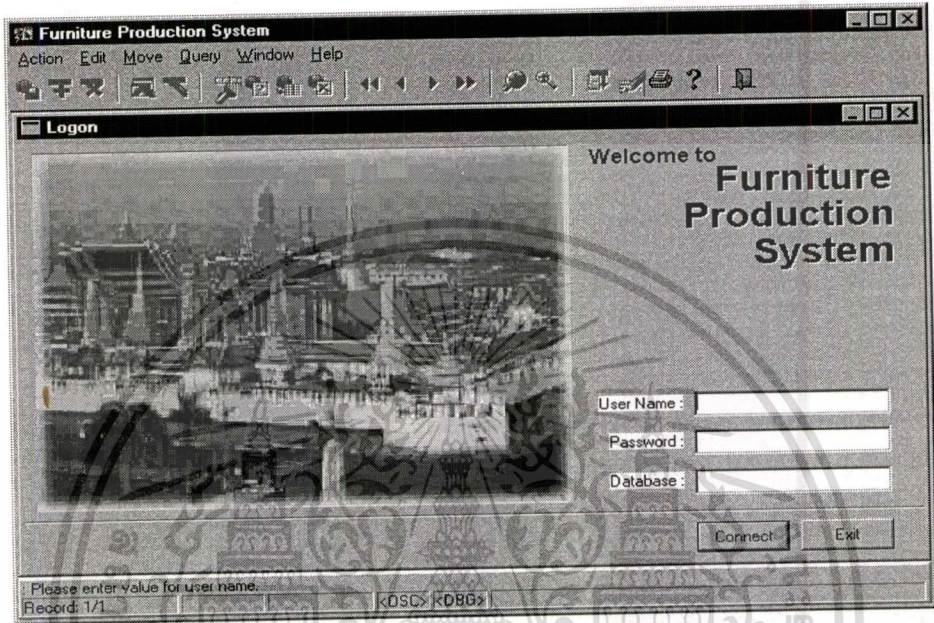 Furniture Production System
Action Edit Move Query Window Help
Logon
Welcome to
Furniture
Production
System
User Name :
Password :
Database :
Connect Exit
Please enter value for user name.
Record: 1/1 <OSC> <DBG>